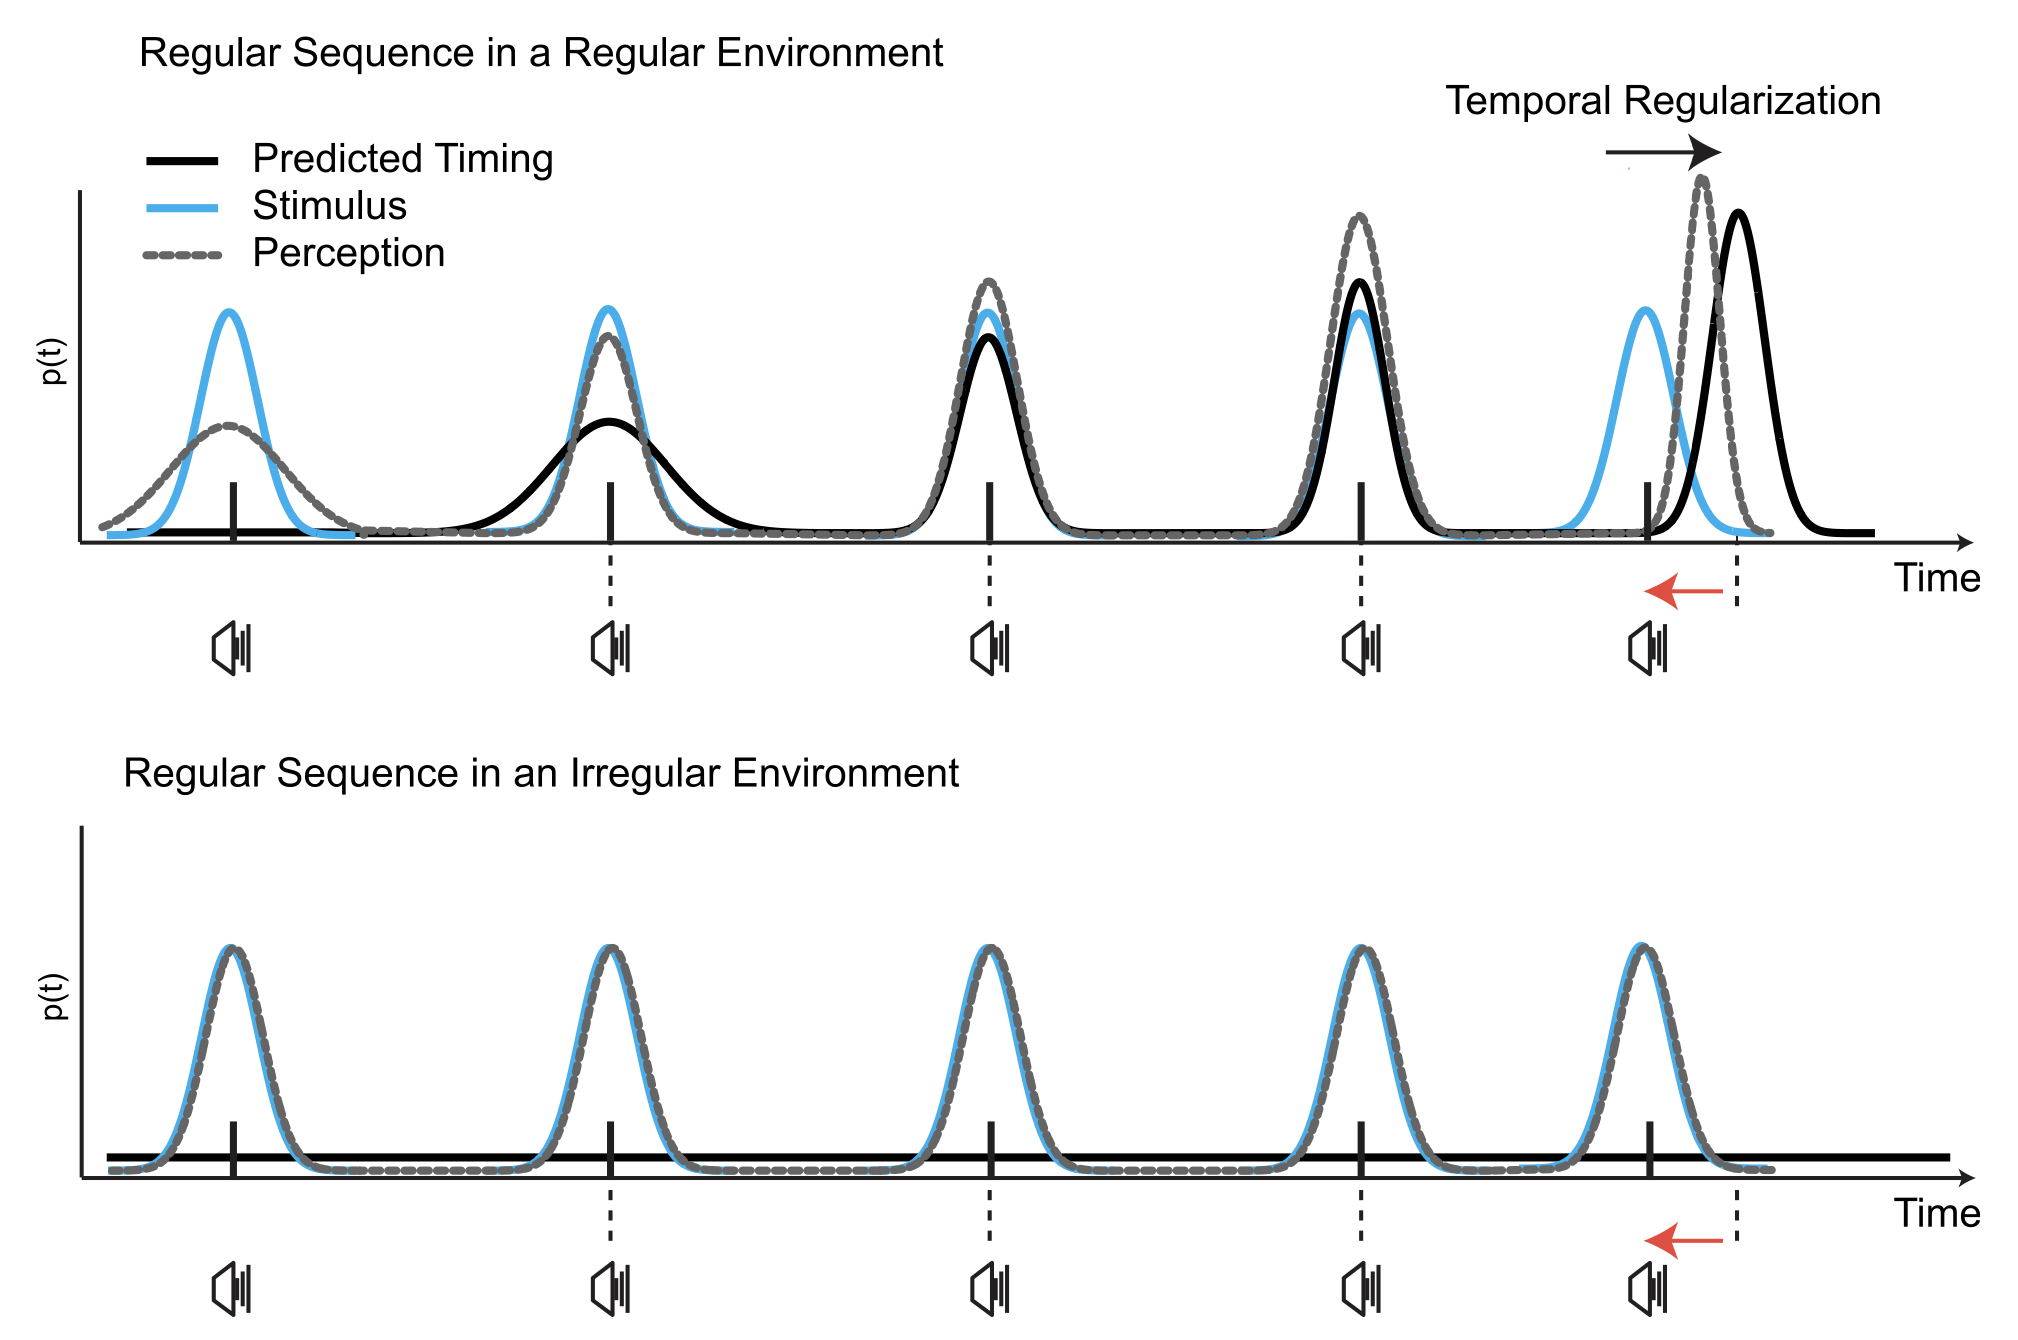 Regular Sequence in a Regular Environment
Temporal Regularization
Predicted Timing
Stimulus
Perception
p(t)
Time
Regular Sequence in an Irregular Environment
p(t)
Time